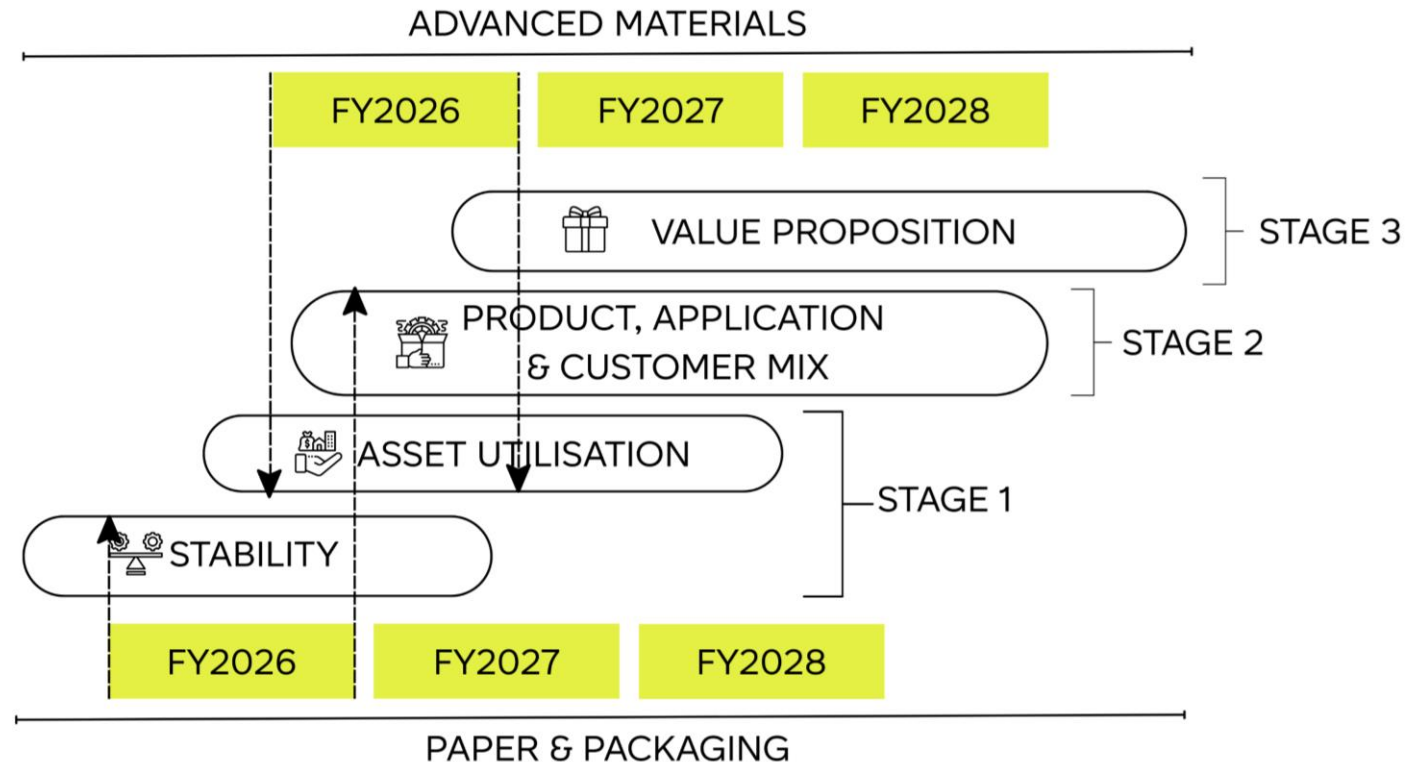 ADVANCED MATERIALS
FY2026 FY2027 FY2028
VALUE PROPOSITION
STAGE 3
PRODUCT, APPLICATION
& CUSTOMER MIX
STAGE 2
ASSET UTILISATION
STAGE 1
STABILITY
FY2026 FY2027 FY2028
PAPER & PACKAGING